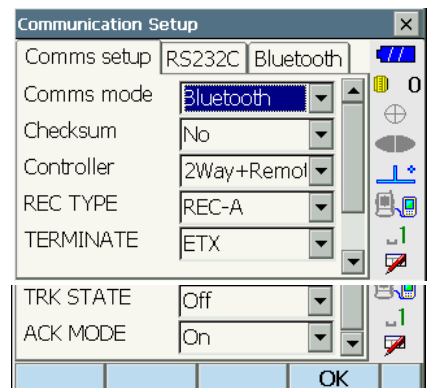 Communication Setup
Comms setup RS232C Bluetooth
Comms mode Bluetooth
0
Checksum No
Controller 2Way+Remot
REC TYPE REC-A
TERMINATE ETX
1
TRK STATE Off
1
ACK MODE On
OK